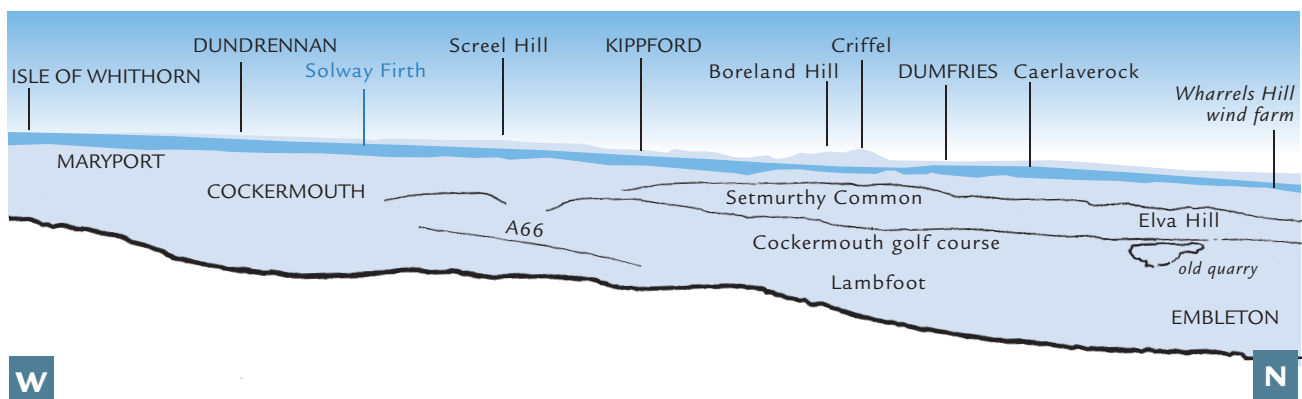 DUNDRENNAN
Screel Hill
KIPPFORD
Criffel
ISLE OF WHITHORN
Solway Firth
Boreland Hill
DUMFRIES
Caerlaverock
Wharrels Hill
wind farm
MARYPORT
COCKERMOUTH
Setmurthy Common
Elva Hill
A66
Cockermouth golf course
old quarry
Lambfoot
EMBLETON
W
N